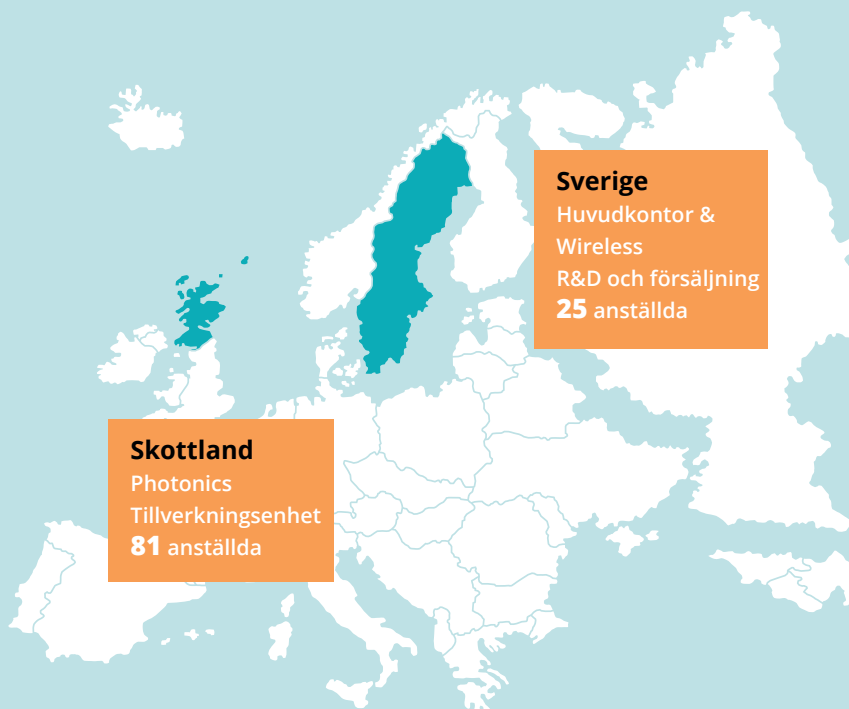 Sverige
Huvudkontor &
Wireless
R&D och försäljning
25 anställda
Skottland
Photonics
Tillverkningsenhet
81 anställda